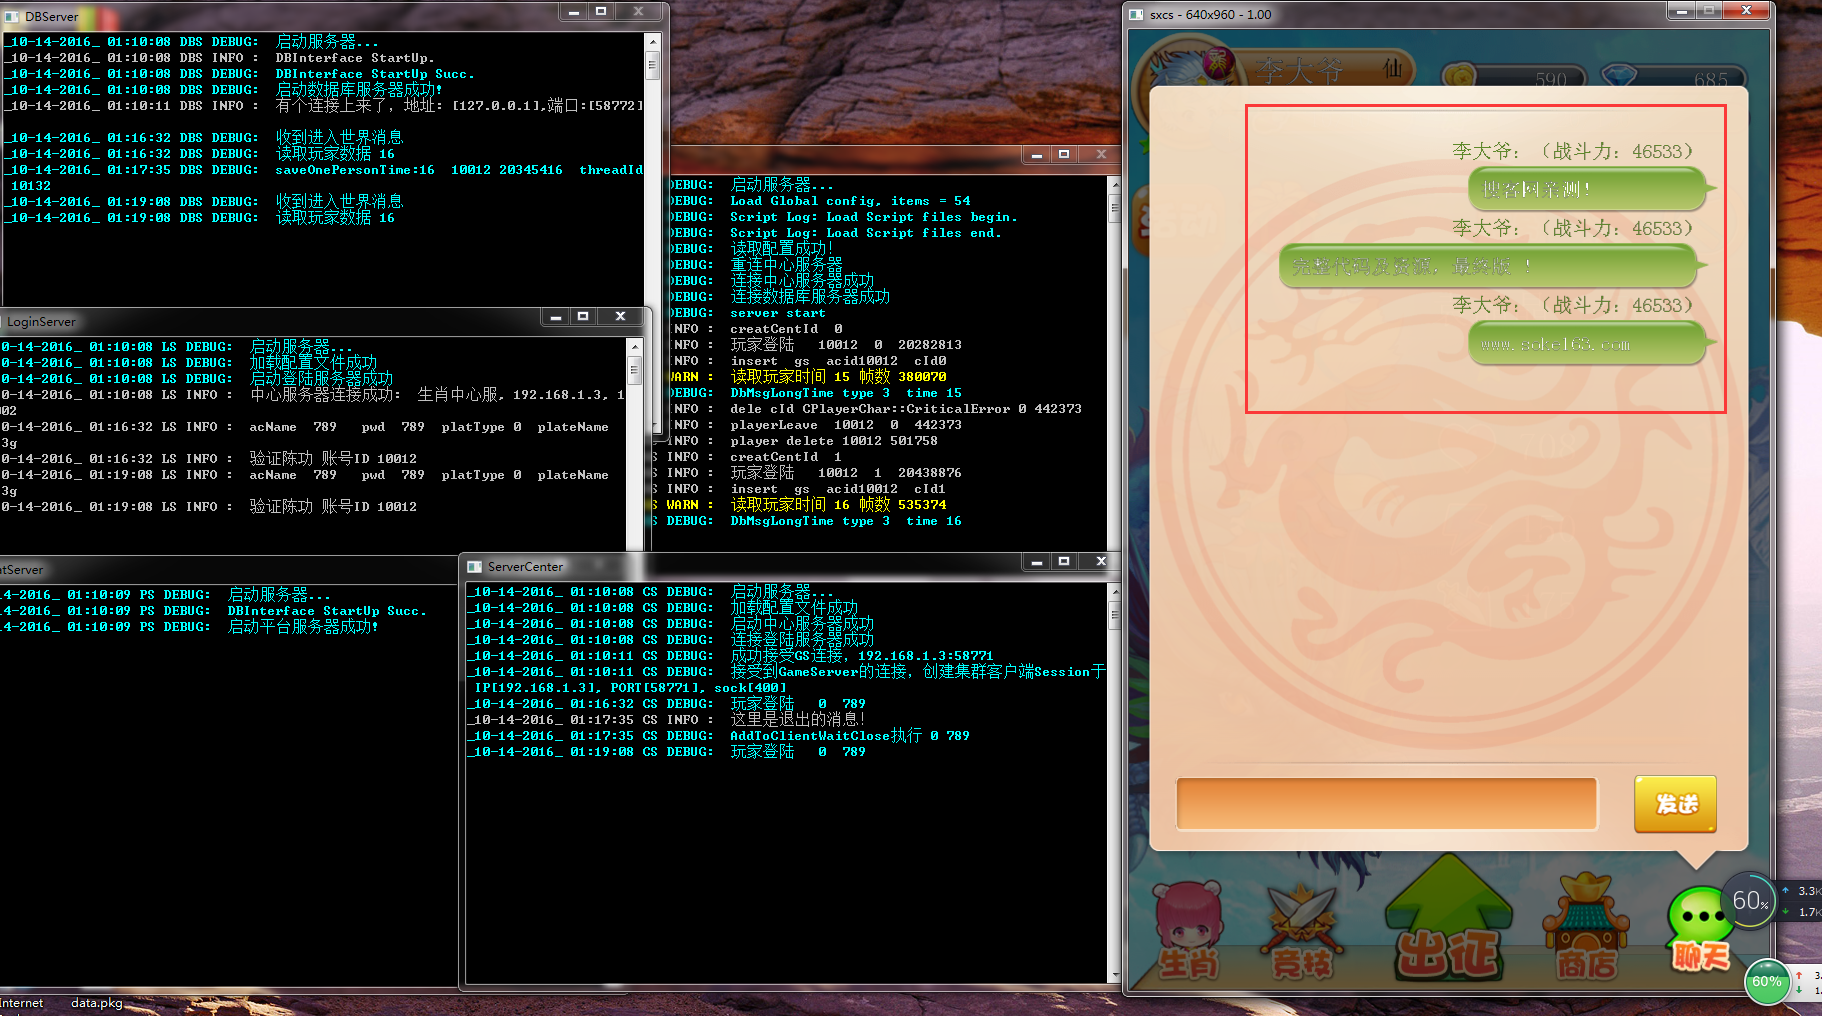 DBServer
_10-14-2016_ 01:10:08 DBS DEBUG: 启动服务器...
_10-14-2016_ 01:10:08 DBS INFO : DBInterface StartUp.
_10-14-2016_ 01:10:08 DBS DEBUG: DBInterface StartUp Succ.
_10-14-2016_ 01:10:08 DBS DEBUG: 启动数据库服务器成功!
_10-14-2016_ 01:10:11 DBS INFO : 有个连接上来了，地址: [127.0.0.1],端口:[58772]
_10-14-2016_ 01:16:32 DBS DEBUG: 收到进入世界消息
_10-14-2016_ 01:16:32 DBS DEBUG: 读取玩家数据 16
_10-14-2016_ 01:17:35 DBS DEBUG: saveOnePersonTime:16 10012 20345416 threadId
10132
_10-14-2016_ 01:19:08 DBS DEBUG: 收到进入世界消息
_10-14-2016_ 01:19:08 DBS DEBUG: 读取玩家数据 16
LoginServer
0-14-2016_ 01:10:08 LS DEBUG: 启动服务器...
0-14-2016_ 01:10:08 LS DEBUG: 加载配置文件成功
0-14-2016_ 01:10:08 LS DEBUG: 启动登陆服务器成功
0-14-2016_ 01:10:08 LS INFO : 中心服务器连接成功: 生肖中心服, 192.168.1.3, 1
002
0-14-2016_ 01:16:32 LS INFO : acName 789 pwd 789 platType 0 plateName
3g
0-14-2016_ 01:16:32 LS INFO : 验证陈功 账号ID 10012
0-14-2016_ 01:19:08 LS INFO : acName 789 pwd 789 platType 0 plateName
3g
0-14-2016_ 01:19:08 LS INFO : 验证陈功 账号ID 10012
DEBUG: 启动服务器...
DEBUG: Load Global config, items = 54
DEBUG: Script Log: Load Script files begin.
DEBUG: Script Log: Load Script files end.
DEBUG: 读取配置成功!
DEBUG: 重连中心服务器
DEBUG: 连接中心服务器成功
DEBUG: 连接数据库服务器成功
DEBUG: server start
INFO : creatCentId 0
INFO : 玩家登陆 10012 0 20282813
INFO : insert gs acid10012 cId0
WARN : 读取玩家时间 15 帧数 380070
DEBUG: DbMsgLongTime type 3 time 15
INFO : dele cId CPlayerChar::CriticalError 0 442373
INFO : playerLeave 10012 0 442373
INFO : player delete 10012 501758
S INFO : creatCentId 1
S INFO : 玩家登陆 10012 1 20438876
S INFO : insert gs acid10012 cId1
S WARN : 读取玩家时间 16 帧数 535374
S DEBUG: DbMsgLongTime type 3 time 16
ntServer
-14-2016_ 01:10:09 PS DEBUG: 启动服务器...
-14-2016_ 01:10:09 PS DEBUG: DBInterface StartUp Succ.
-14-2016_ 01:10:09 PS DEBUG: 启动平台服务器成功!
ServerCenter
_10-14-2016_ 01:10:08 CS DEBUG: 启动服务器...
_10-14-2016_ 01:10:08 CS DEBUG: 加载配置文件成功
_10-14-2016_ 01:10:08 CS DEBUG: 启动中心服务器成功
_10-14-2016_ 01:10:08 CS DEBUG: 连接登陆服务器成功
_10-14-2016_ 01:10:11 CS DEBUG: 成功接受GS连接, 192.168.1.3:58771
_10-14-2016_ 01:10:11 CS DEBUG: 接受到GameServer的连接, 创建集群客户端Session于
IP[192.168.1.3], PORT[58771], sock[400]
_10-14-2016_ 01:16:32 CS DEBUG: 玩家登陆 0 789
_10-14-2016_ 01:17:35 CS INFO : 这里是退出的消息!
_10-14-2016_ 01:17:35 CS DEBUG: AddToClientWaitClose执行 0 789
_10-14-2016_ 01:19:08 CS DEBUG: 玩家登陆 0 789
Internet data.pkg
sxcs - 640x960 - 1.00
李大爷 仙 590 685
李大爷: (战斗力: 46533)
搜客网亲测!
李大爷: (战斗力: 46533)
完整代码及资源，最终版 !
李大爷: (战斗力: 46533)
发送
生肖 竞技 出征 商店 聊天
60%
3.3K
1.7K
60%